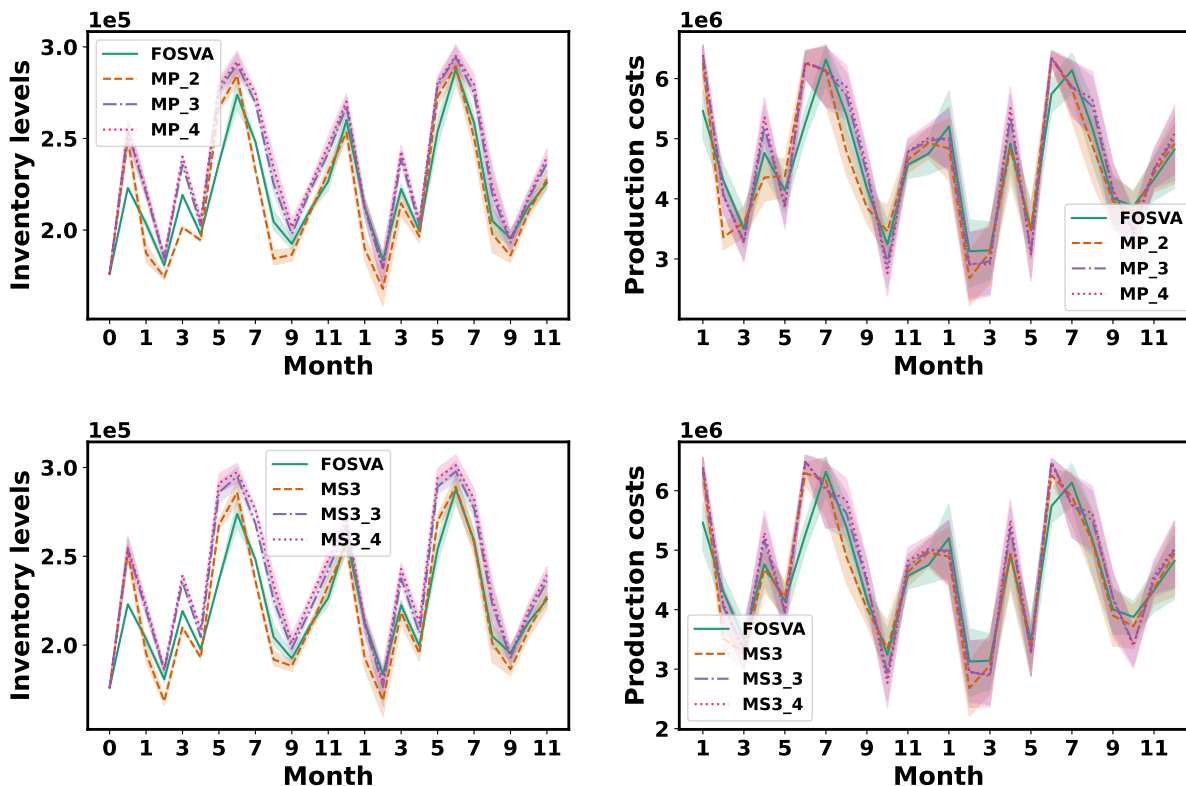 1e5
Inventory levels
3.0
2.5
2.0
FOSVA
MP_2
MP_3
MP_4
0 1 3 5 7 9 11 1 3 5 7 9 11
Month
1e6
Production costs
6
5
4
3
FOSVA
MP_2
MP_3
MP_4
1 3 5 7 9 11 1 3 5 7 9 11
Month
1e5
Inventory levels
3.0
2.5
2.0
FOSVA
MS3
MS3_3
MS3_4
0 1 3 5 7 9 11 1 3 5 7 9 11
Month
1e6
Production costs
6
5
4
3
2
FOSVA
MS3
MS3_3
MS3_4
1 3 5 7 9 11 1 3 5 7 9 11
Month